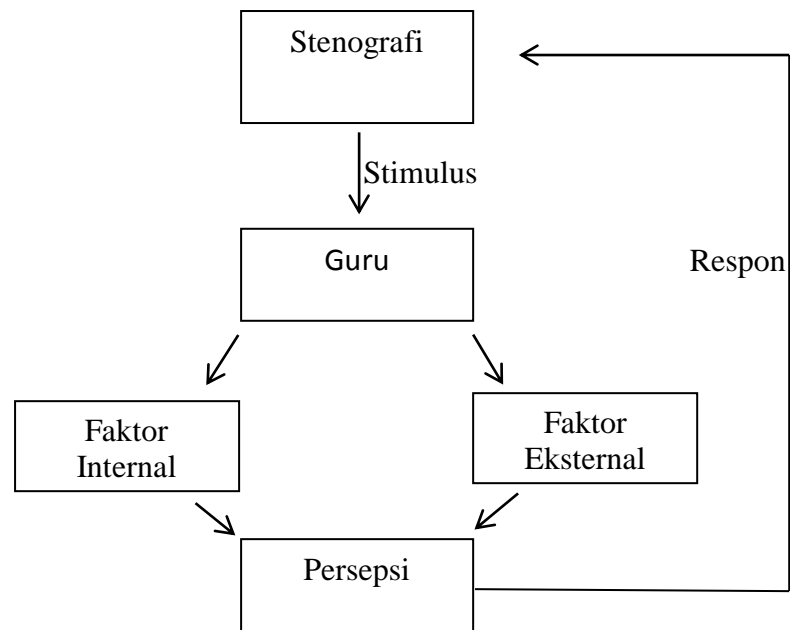 Stenografi
Stimulus
Guru
Respon
Faktor
Internal
Faktor
Eksternal
Persepsi